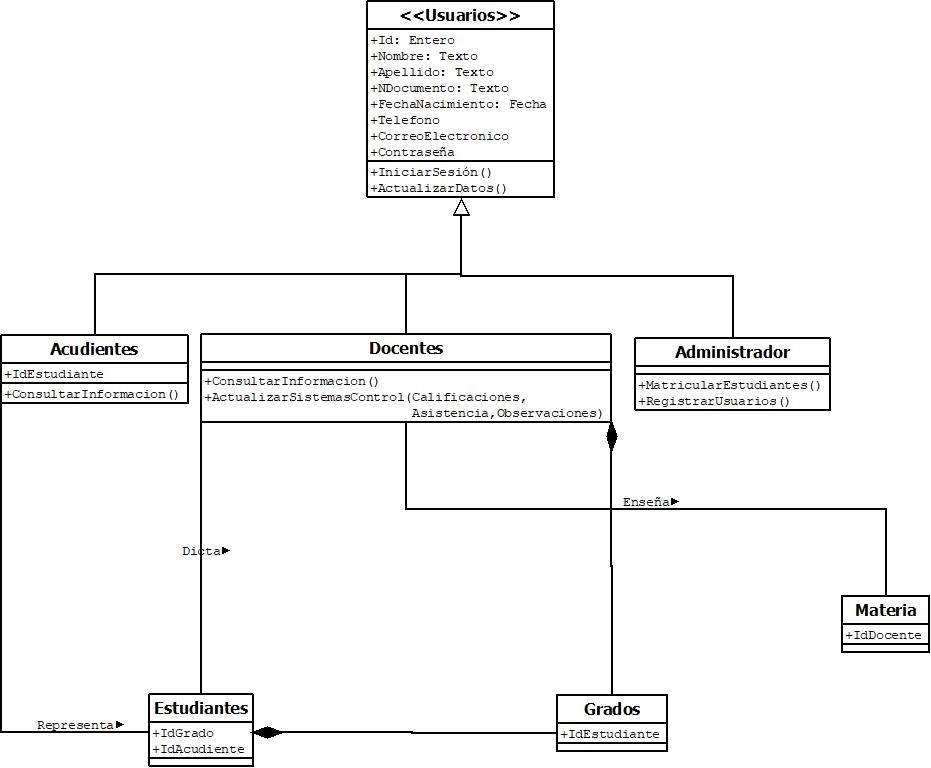 <<Usuarios>>
+Id: Entero
+Nombre: Texto
+Apellido: Texto
+NDocumento: Texto
+FechaNacimiento: Fecha
+Telefono
+CorreoElectronico
+Contraseña
+IniciarSesión()
+ActualizarDatos()
Acudientes
+IdEstudiante
+ConsultarInformacion()
Docentes
+ConsultarInformacion()
+ActualizarSistemasControl(Calificaciones,
Asistencia,Observaciones)
Administrador
+MatricularEstudiantes()
+RegistrarUsuarios()
Enseña
Dicta
Materia
+IdDocente
Representa
Estudiantes
+IdGrado
+IdAcudiente
Grados
+IdEstudiante